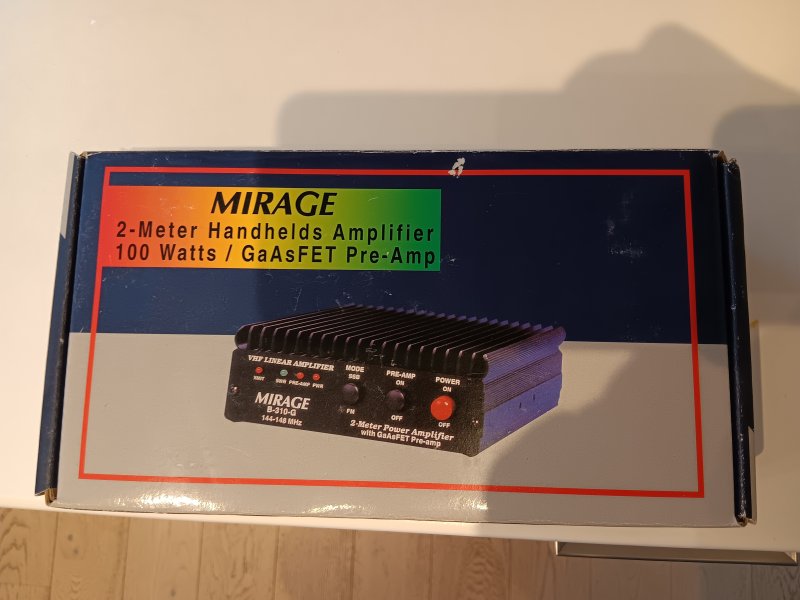 MIRAGE
2-Meter Handhelds Amplifier
100 Watts / GaAsFET Pre-Amp
VHF LINEAR AMPLIFIER
XMIT SWR PRE-AMP PWR
MODE
SSB
FM
PRE-AMP
ON
OFF
POWER
ON
OFF
MIRAGE
B-310-G
144-148 MHz
2-Meter Power Amplifier
with GaAsFET Pre-amp